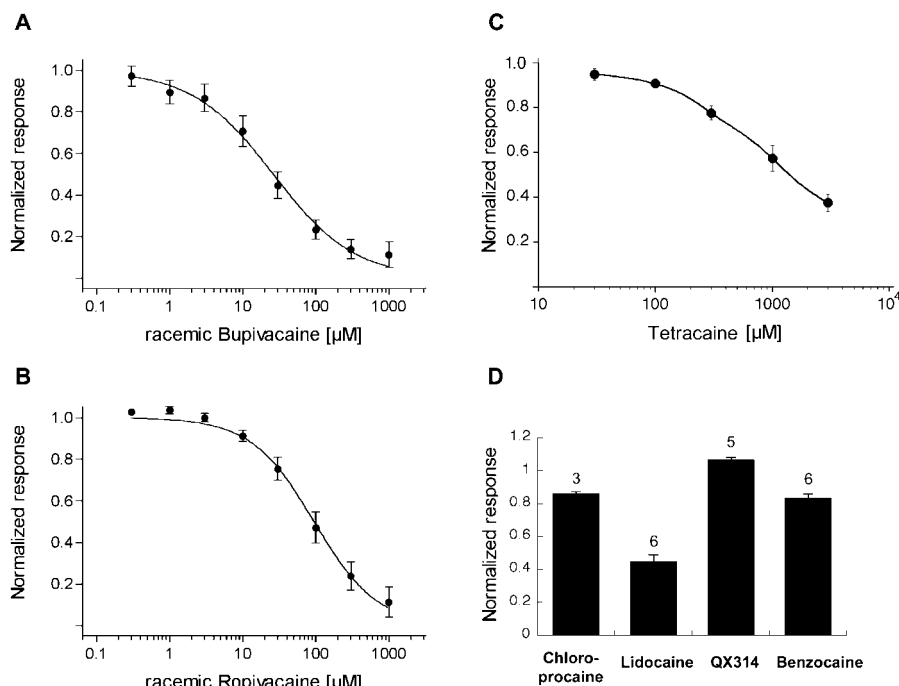 A
Normalized response
1.0
0.8
0.6
0.4
0.2
0.1 1 10 100 1000
racemic Bupivacaine [µM]
B
Normalized response
1.0
0.8
0.6
0.4
0.2
0.1 1 10 100 1000
racemic Ropivacaine [µM]
C
Normalized response
1.0
0.8
0.6
0.4
0.2
10 100 1000 10⁴
Tetracaine [µM]
D
Normalized response
1.2
1
0.8
0.6
0.4
0.2
0
3
6
5
6
Chloro-
procaine
Lidocaine
QX314
Benzocaine